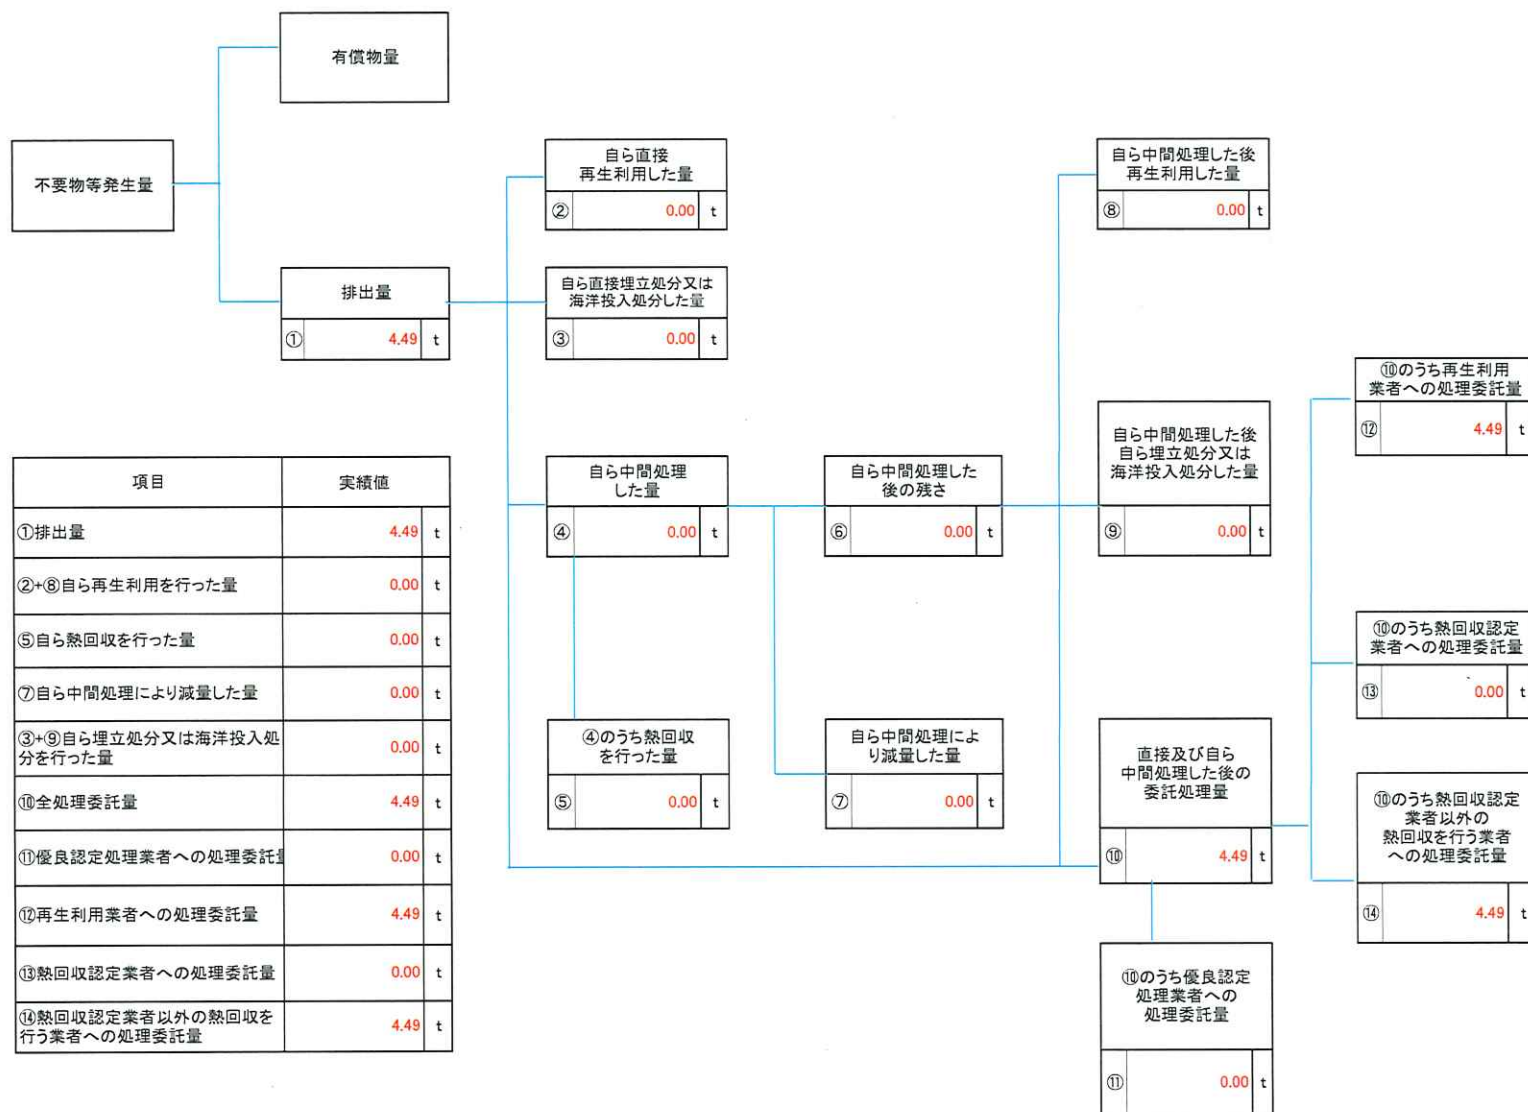 有償物量
不要物等発生量
排出量
① 4.49 t
自ら直接
再生利用した量
② 0.00 t
自ら直接埋立処分又は
海洋投入処分した量
③ 0.00 t
自ら中間処理
した量
④ 0.00 t
④のうち熱回収
を行った量
⑤ 0.00 t
自ら中間処理した
後の残さ
⑥ 0.00 t
自ら中間処理によ
り減量した量
⑦ 0.00 t
自ら中間処理した後
再生利用した量
⑧ 0.00 t
自ら中間処理した後
自ら埋立処分又は
海洋投入処分した量
⑨ 0.00 t
直接及び自ら
中間処理した後の
委託処理量
⑩ 4.49 t
⑩のうち優良認定
処理業者への
処理委託量
⑪ 0.00 t
⑩のうち再生利用
業者への処理委託量
⑫ 4.49 t
⑩のうち熱回収認定
業者への処理委託量
⑬ 0.00 t
⑩のうち熱回収認定
業者以外の
熱回収を行う業者
への処理委託量
⑭ 4.49 t
項目 実績値
①排出量 4.49 t
②+⑧自ら再生利用を行った量 0.00 t
⑤自ら熱回収を行った量 0.00 t
⑦自ら中間処理により減量した量 0.00 t
③+⑨自ら埋立処分又は海洋投入処
分を行った量 0.00 t
⑩全処理委託量 4.49 t
⑪優良認定処理業者への処理委託 0.00 t
⑫再生利用業者への処理委託量 4.49 t
⑬熱回収認定業者への処理委託量 0.00 t
⑭熱回収認定業者以外の熱回収を
行う業者への処理委託量 4.49 t